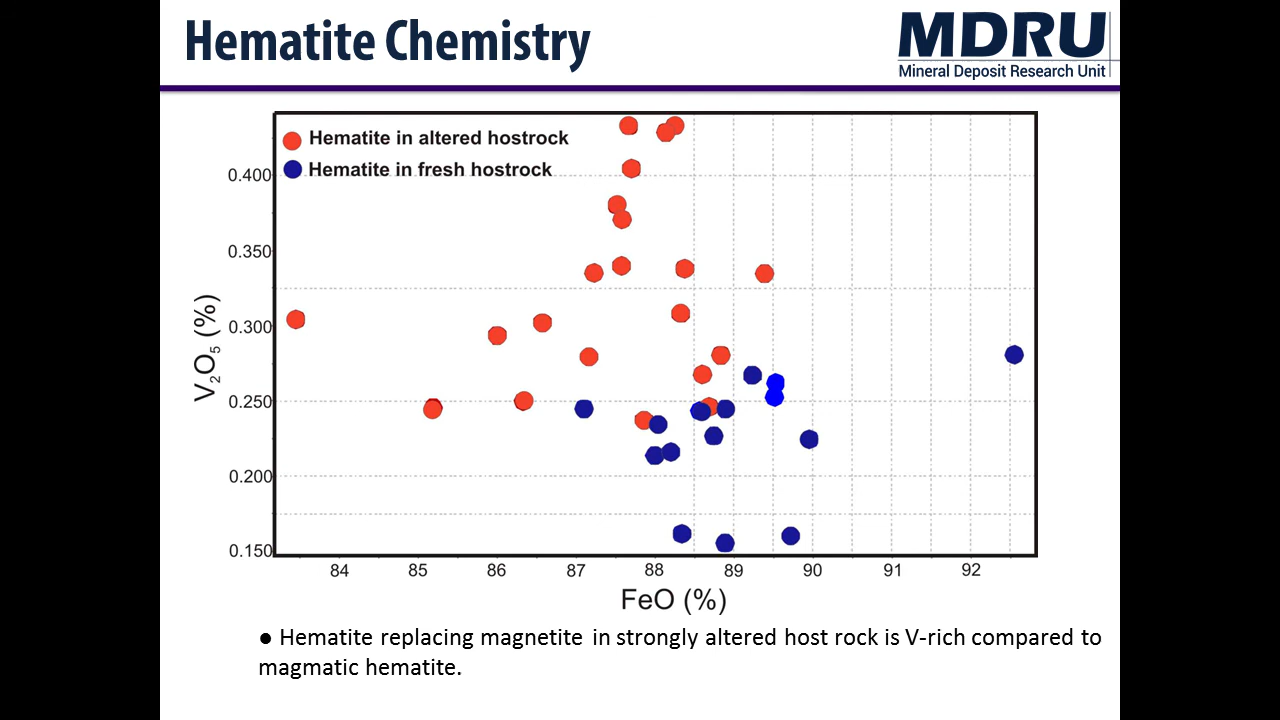 Hematite Chemistry
MDRU
Mineral Deposit Research Unit
Hematite in altered hostrock
Hematite in fresh hostrock
0.400
0.350
0.300
0.250
0.200
0.150
V₂O₅ (%)
84 85 86 87 88 89 90 91 92
FeO (%)
● Hematite replacing magnetite in strongly altered host rock is V-rich compared to
magmatic hematite.